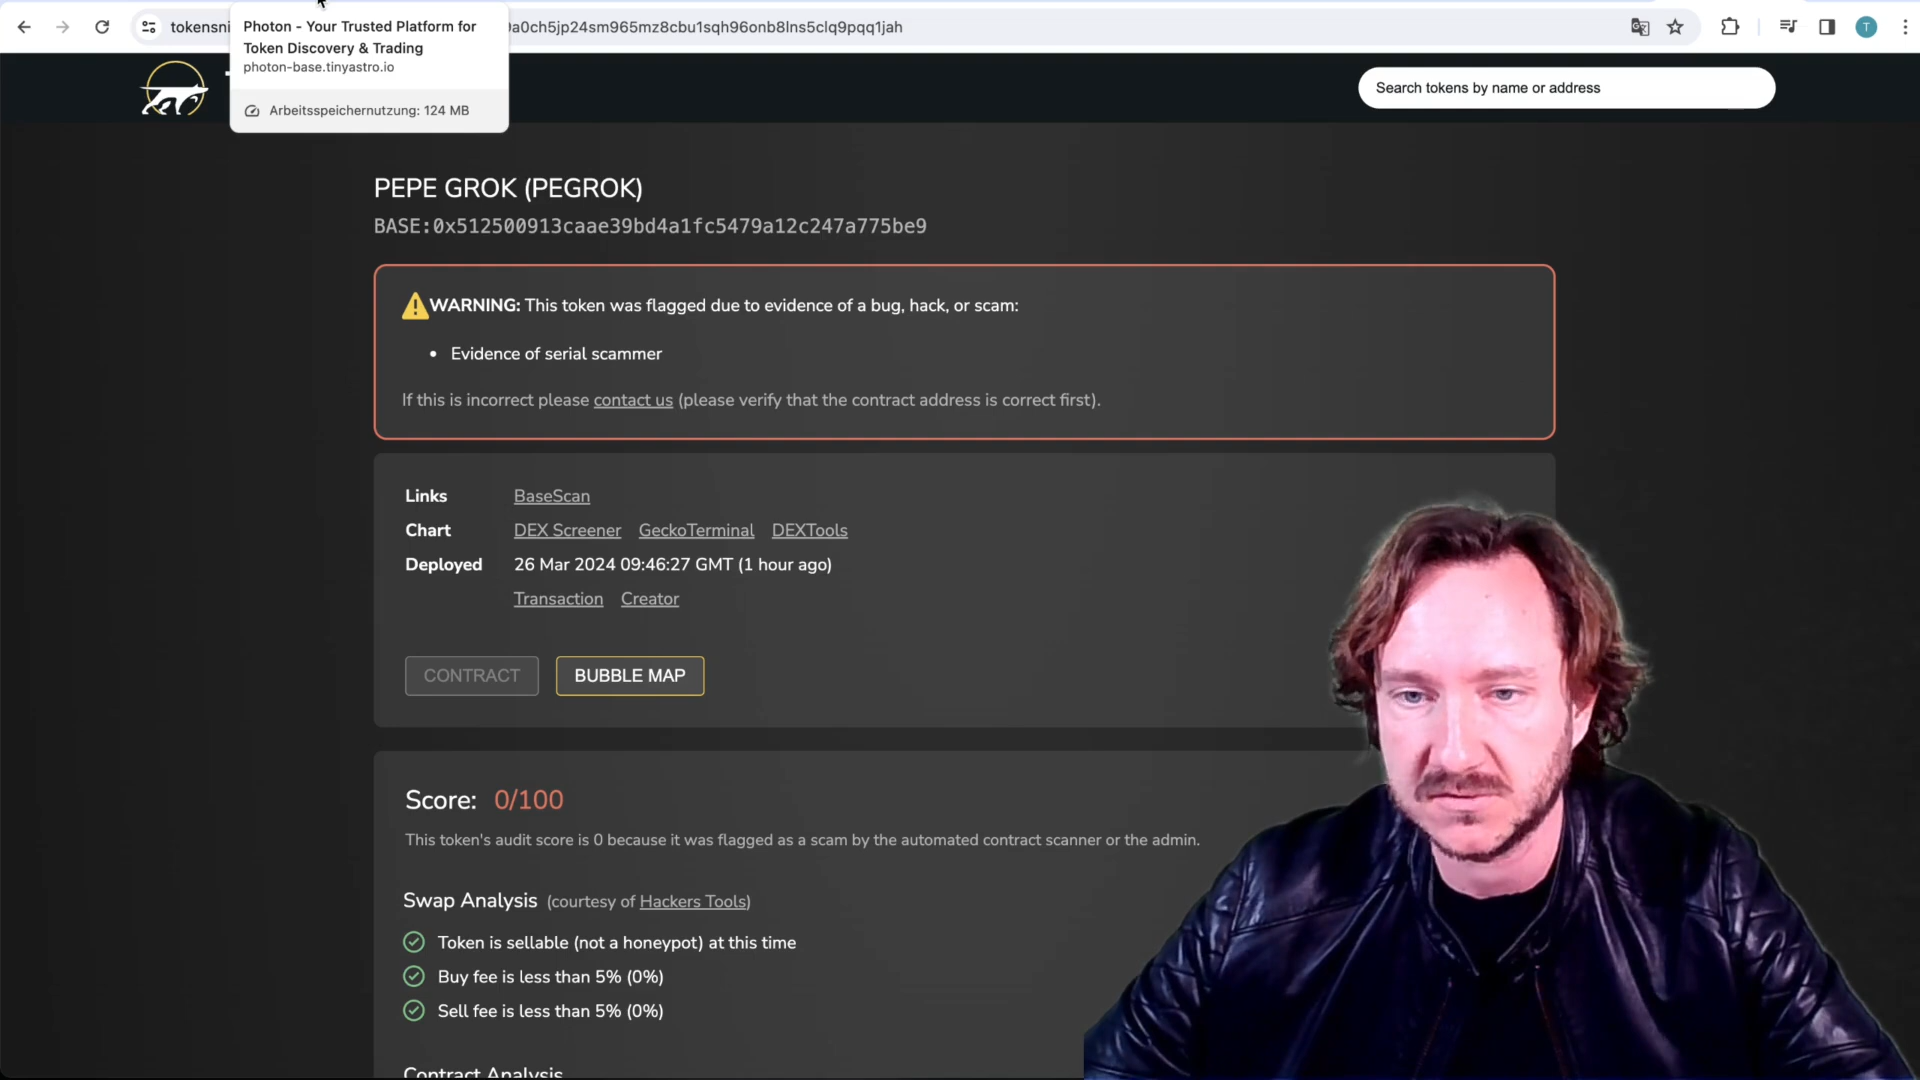 tokensni
Photon - Your Trusted Platform for
Token Discovery & Trading
photon-base.tinyastro.io
Arbeitsspeichernutzung: 124 MB
a0ch5jp24sm965mz8cbu1sqh96onb8lns5clq9pqq1jah
T
Search tokens by name or address
PEPE GROK (PEGROK)
BASE:0x512500913caae39bd4a1fc5479a12c247a775be9
WARNING: This token was flagged due to evidence of a bug, hack, or scam:
• Evidence of serial scammer
If this is incorrect please contact us (please verify that the contract address is correct first).
Links BaseScan
Chart DEX Screener GeckoTerminal DEXTools
Deployed 26 Mar 2024 09:46:27 GMT (1 hour ago)
Transaction Creator
CONTRACT BUBBLE MAP
Score: 0/100
This token's audit score is 0 because it was flagged as a scam by the automated contract scanner or the admin.
Swap Analysis (courtesy of Hackers Tools)
Token is sellable (not a honeypot) at this time
Buy fee is less than 5% (0%)
Sell fee is less than 5% (0%)
Contract Analysis